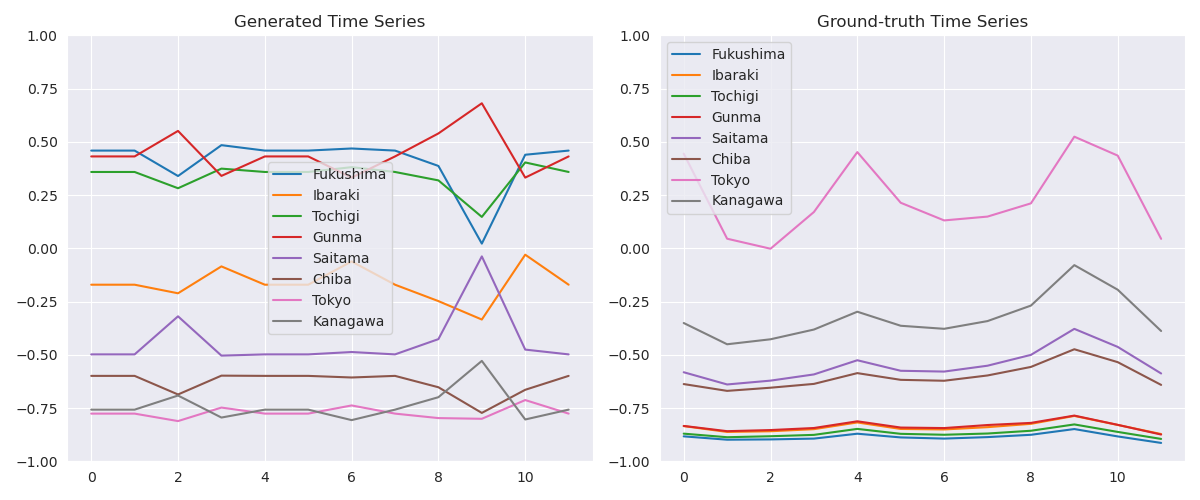 Generated Time Series
1.00
0.75
0.50
0.25
0.00
−0.25
−0.50
−0.75
−1.00
0 2 4 6 8 10
Fukushima
Ibaraki
Tochigi
Gunma
Saitama
Chiba
Tokyo
Kanagawa
Ground-truth Time Series
1.00
0.75
0.50
0.25
0.00
−0.25
−0.50
−0.75
−1.00
0 2 4 6 8 10
Fukushima
Ibaraki
Tochigi
Gunma
Saitama
Chiba
Tokyo
Kanagawa